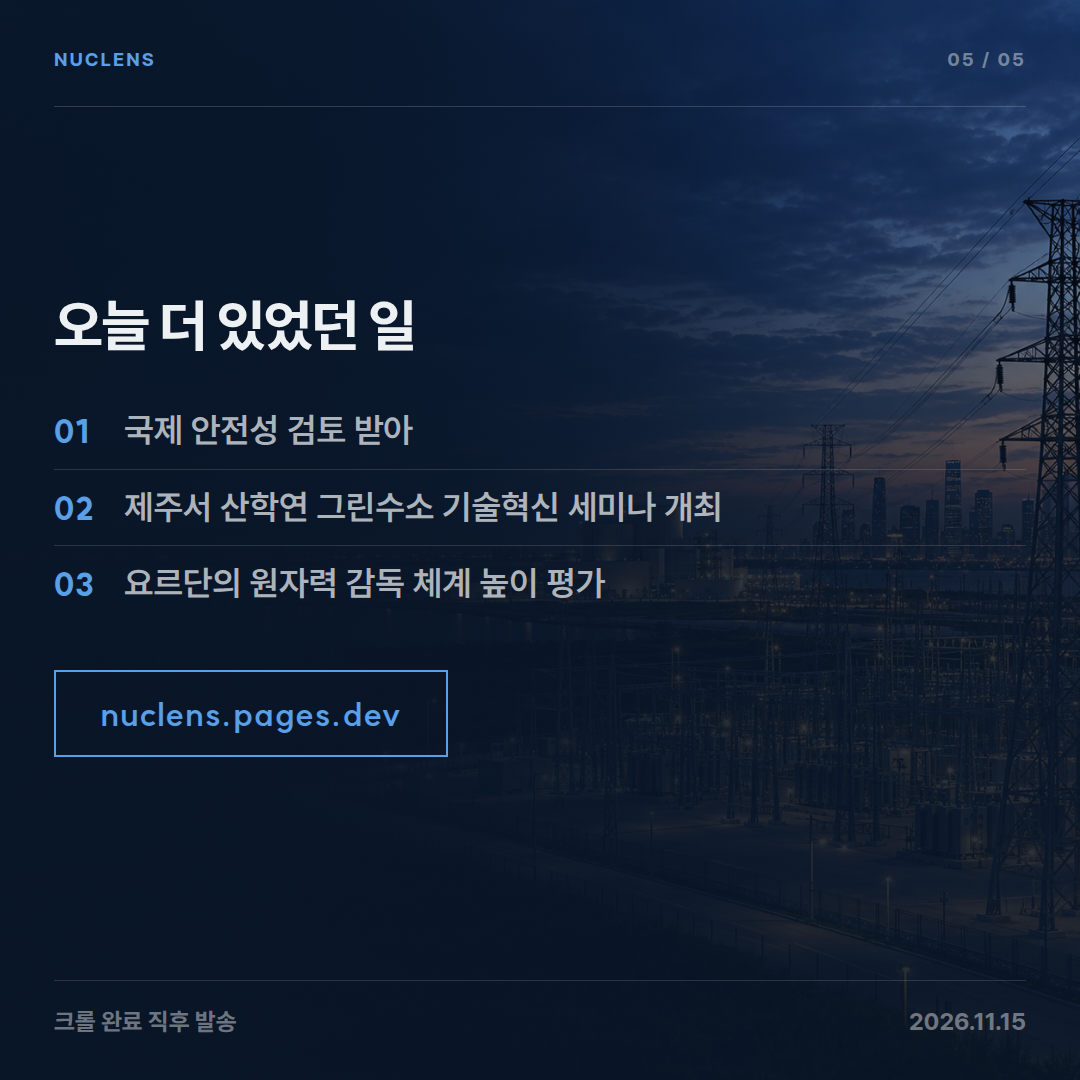 NUCLENS
05 / 05
오늘 더 있었던 일
01 국제 안전성 검토 받아
02 제주서 산학연 그린수소 기술혁신 세미나 개최
03 요르단의 원자력 감독 체계 높이 평가
nuclens.pages.dev
크롤 완료 직후 발송
2026.11.15